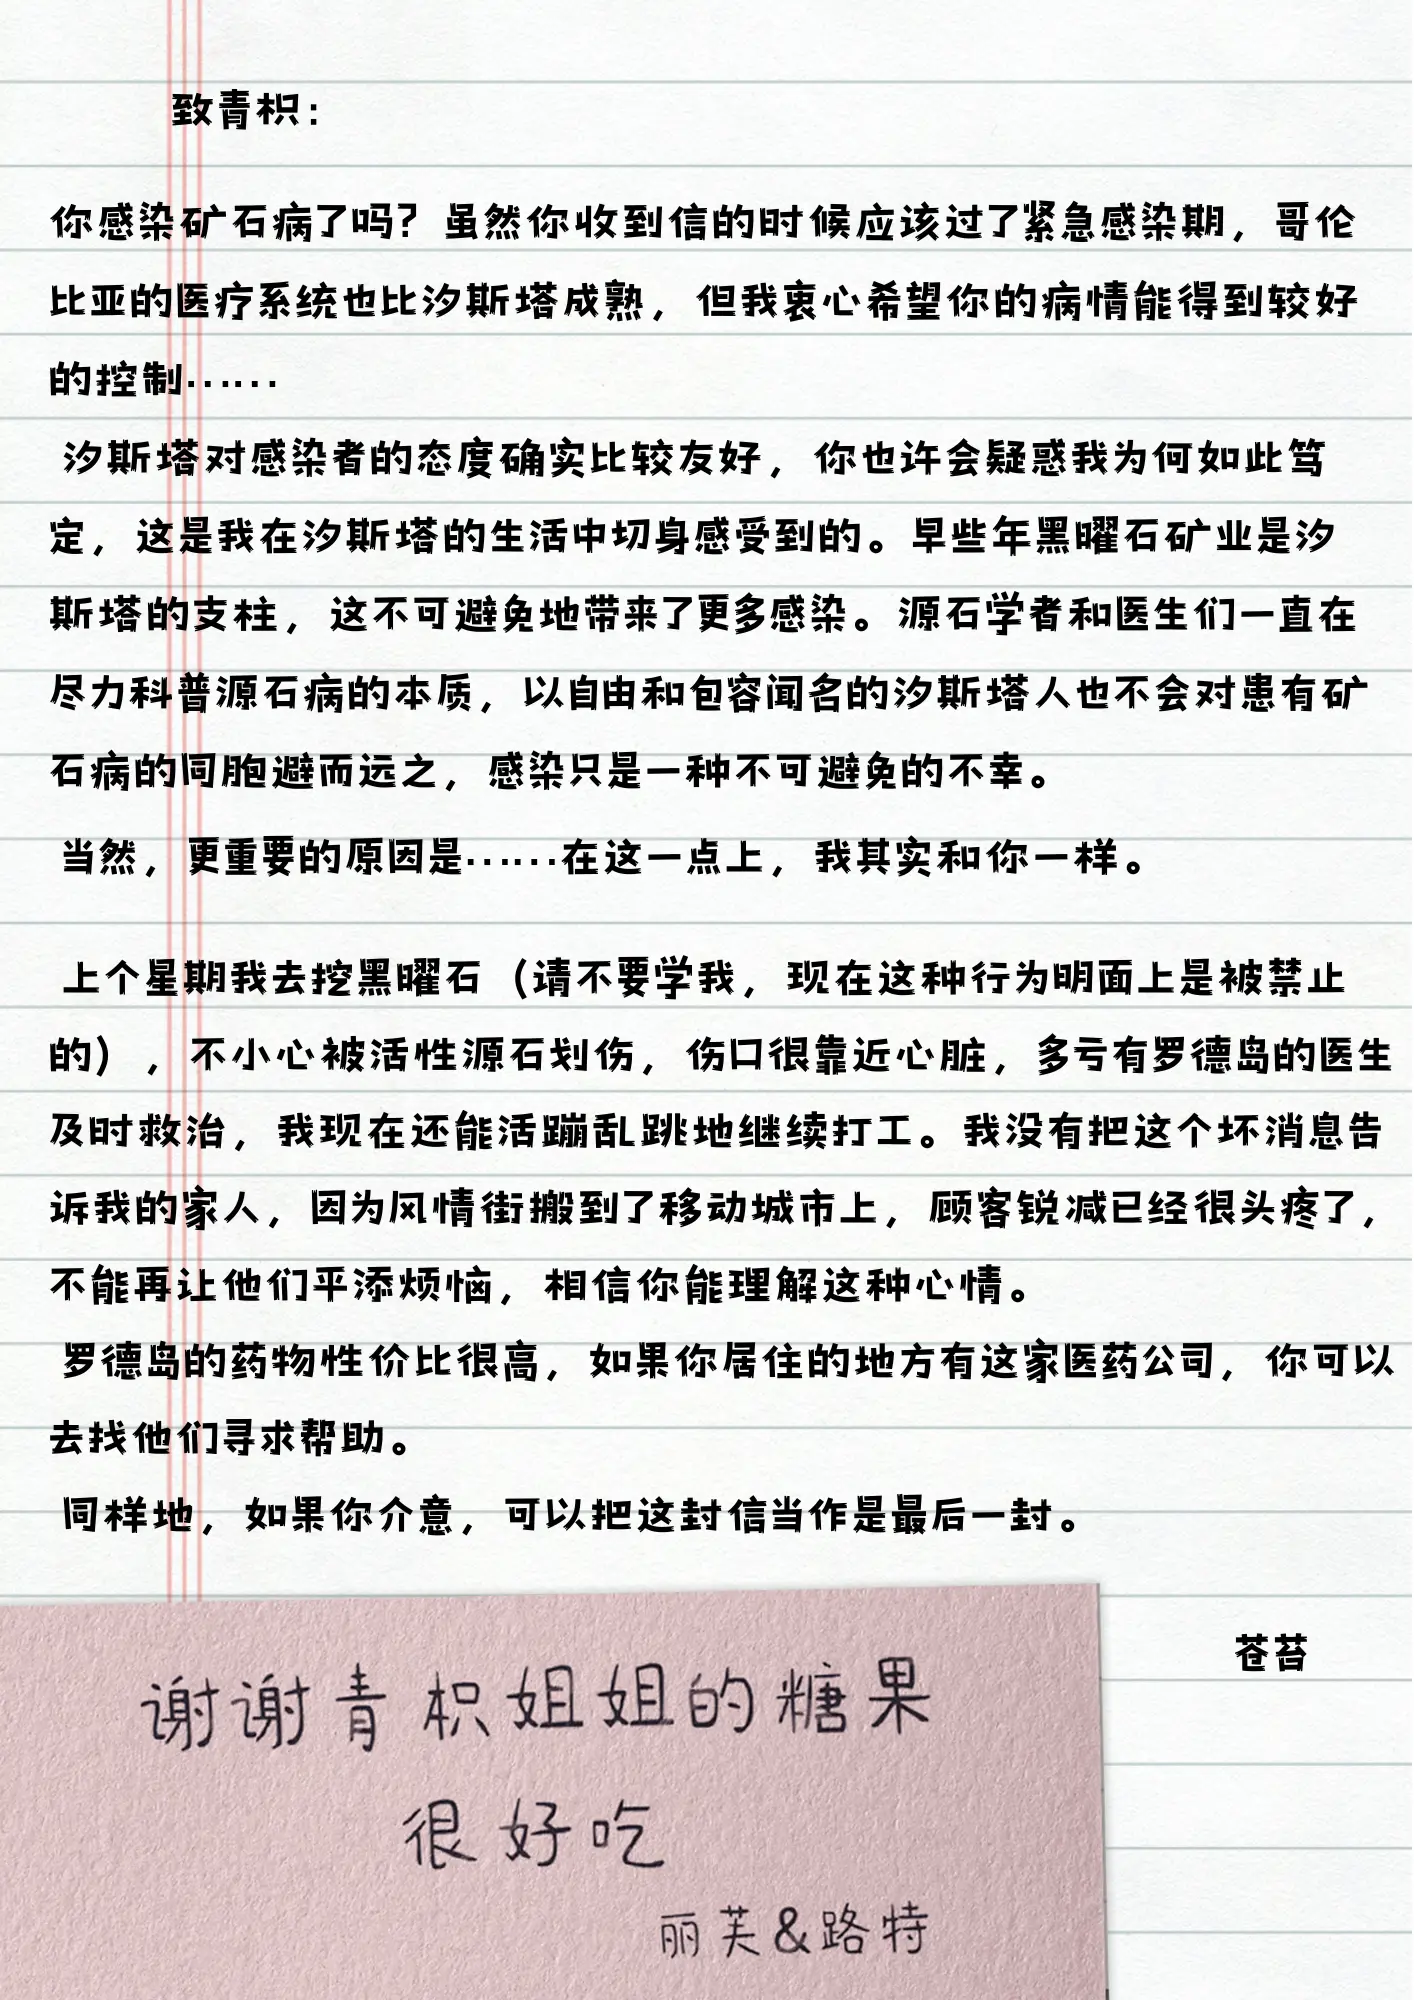 致青枳：
你感染矿石病了吗？虽然你收到信的时候应该过了紧急感染期，哥伦
比亚的医疗系统也比汐斯塔成熟，但我衷心希望你的病情能得到较好
的控制……
汐斯塔对感染者的态度确实比较友好，你也许会疑惑我为何如此笃
定，这是我在汐斯塔的生活中切身感受到的。早些年黑曜石矿业是汐
斯塔的支柱，这不可避免地带来了更多感染。源石学者和医生们一直在
尽力科普源石病的本质，以自由和包容闻名的汐斯塔人也不会对患有矿
石病的同胞避而远之，感染只是一种不可避免的不幸。
当然，更重要的原因是……在这一点上，我其实和你一样。
上个星期我去挖黑曜石（请不要学我，现在这种行为明面上是被禁止
的），不小心被活性源石划伤，伤口很靠近心脏，多亏有罗德岛的医生
及时救治，我现在还能活蹦乱跳地继续打工。我没有把这个坏消息告
诉我的家人，因为风情街搬到了移动城市上，顾客锐减已经很头疼了，
不能再让他们平添烦恼，相信你能理解这种心情。
罗德岛的药物性价比很高，如果你居住的地方有这家医药公司，你可以
去找他们寻求帮助。
同样地，如果你介意，可以把这封信当作是最后一封。
苍苔
谢谢青枳姐姐的糖果
很好吃
丽芙&路特